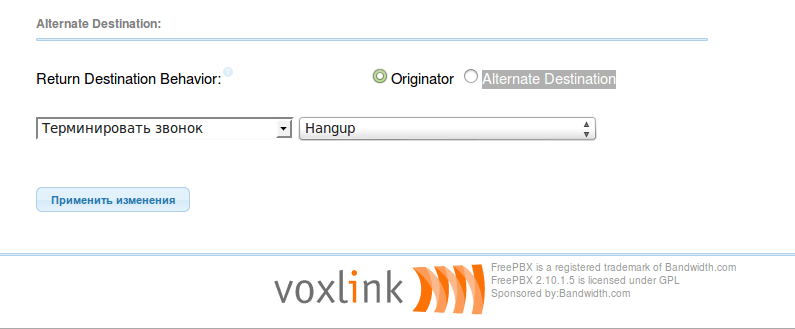 Alternate Destination:
Return Destination Behavior: Originator Alternate Destination
Терминировать звонок Hangup
Применить изменения
voxlink
FreePBX is a registered trademark of Bandwidth.com
FreePBX 2.10.1.5 is licensed under GPL
Sponsored by:Bandwidth.com